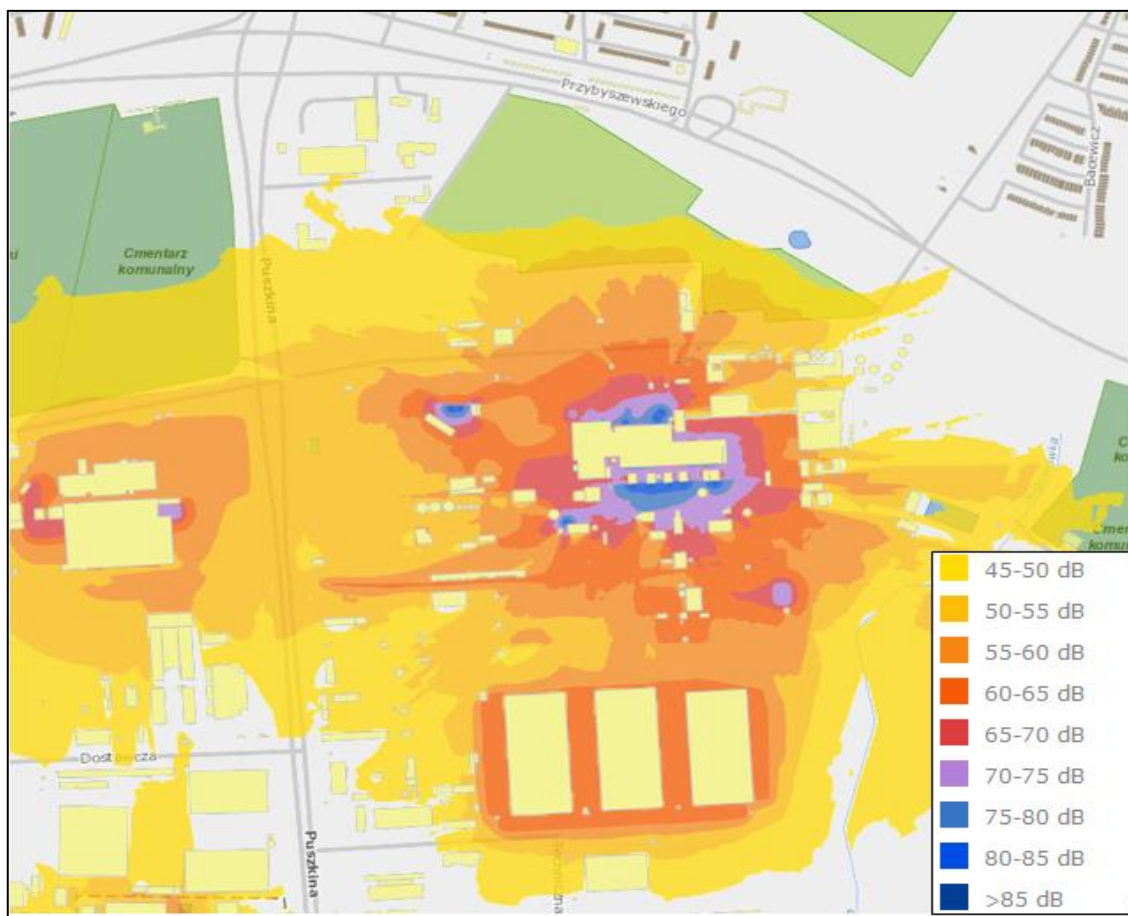 Przybyszewskiego
Bacewicz
Cmentarz
komunalny
Puszkina
45-50 dB
50-55 dB
55-60 dB
60-65 dB
65-70 dB
70-75 dB
75-80 dB
80-85 dB
>85 dB
Puszkina